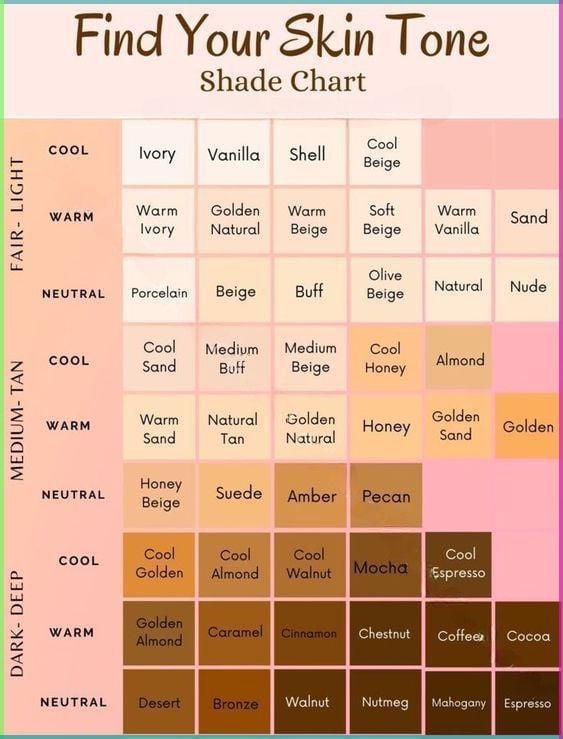 Find Your Skin Tone
Shade Chart
FAIR- LIGHT
COOL
Ivory
Vanilla
Shell
Cool
Beige
WARM
Warm
Ivory
Golden
Natural
Warm
Beige
Soft
Beige
Warm
Vanilla
Sand
NEUTRAL
Porcelain
Beige
Buff
Olive
Beige
Natural
Nude
MEDIUM- TAN
COOL
Cool
Sand
Medium
Buff
Medium
Beige
Cool
Honey
Almond
WARM
Warm
Sand
Natural
Tan
Golden
Natural
Honey
Golden
Sand
Golden
NEUTRAL
Honey
Beige
Suede
Amber
Pecan
DARK- DEEP
COOL
Cool
Golden
Cool
Almond
Cool
Walnut
Mocha
Cool
Espresso
WARM
Golden
Almond
Caramel
Cinnamon
Chestnut
Coffee
Cocoa
NEUTRAL
Desert
Bronze
Walnut
Nutmeg
Mahogany
Espresso